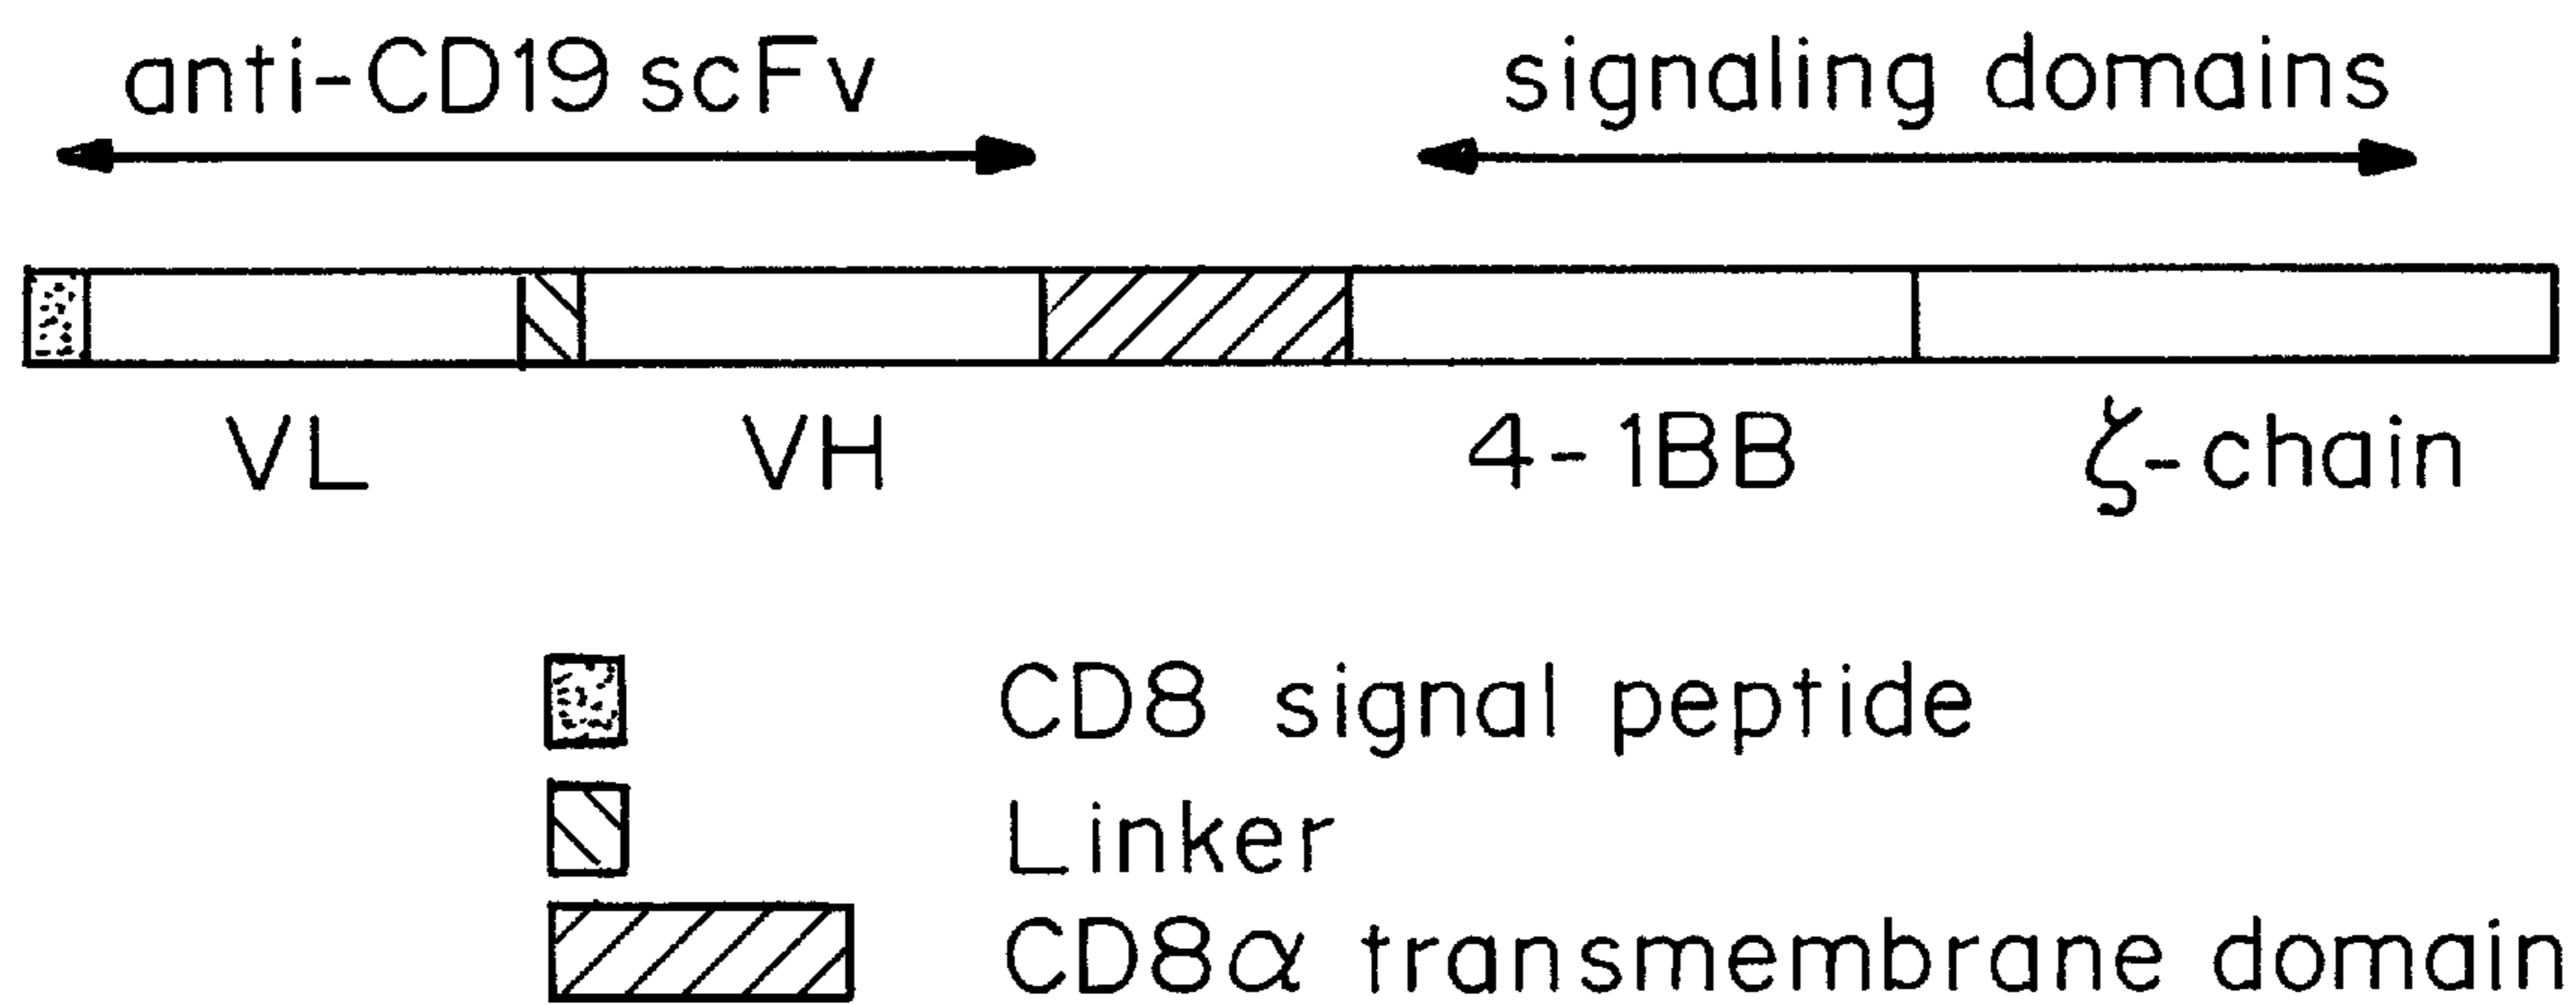 anti-CD19 scFv signaling domains
VL VH 4-1BB ζ-chain
CD8 signal peptide
Linker
CD8α transmembrane domain